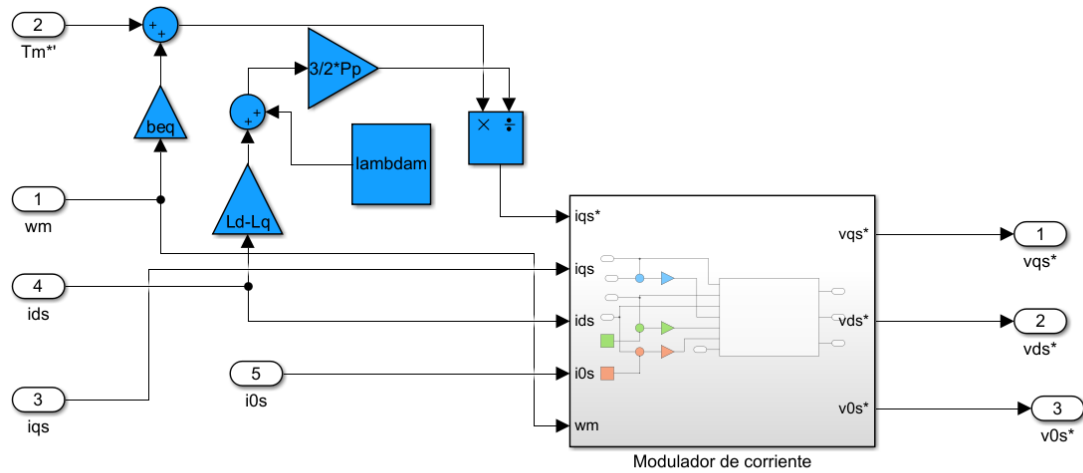 2
Tm*'
+
+
beq
1
wm
4
ids
3
iqs
5
i0s
3/2*Pp
+
+
lambdam
Ld-Lq
× ÷
iqs*
iqs
ids
i0s
wm
vqs*
vds*
v0s*
Modulador de corriente
1
vqs*
2
vds*
3
v0s*